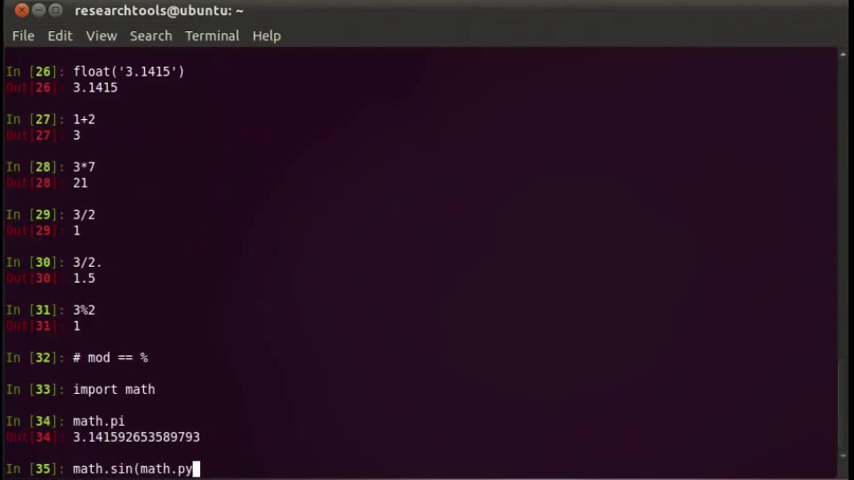 researchtools@ubuntu: ~
File Edit View Search Terminal Help
In [26]: float('3.1415')
Out[26]: 3.1415
In [27]: 1+2
Out[27]: 3
In [28]: 3*7
Out[28]: 21
In [29]: 3/2
Out[29]: 1
In [30]: 3/2.
Out[30]: 1.5
In [31]: 3%2
Out[31]: 1
In [32]: # mod == %
In [33]: import math
In [34]: math.pi
Out[34]: 3.141592653589793
In [35]: math.sin(math.py